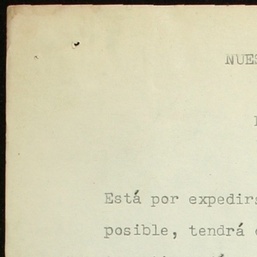 NUES
Está por expedirs
posible, tendrá